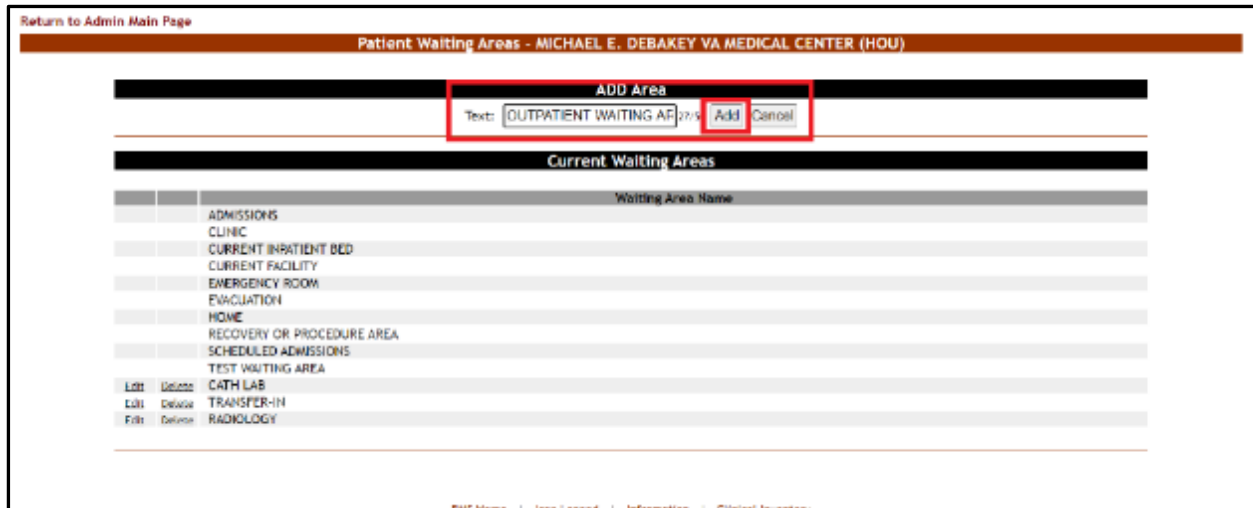 Return to Admin Main Page
Patient Waiting Areas - MICHAEL E. DEBAKEY VA MEDICAL CENTER (HOU)
ADD Area
Text: OUTPATIENT WAITING AR Add Cancel
Current Waiting Areas
Waiting Area Name
ADMISSIONS
CLINIC
CURRENT INPATIENT BED
CURRENT FACILITY
EMERGENCY ROOM
EVACUATION
HOME
RECOVERY OR PROCEDURE AREA
SCHEDULED ADMISSIONS
TEST WAITING AREA
Edit Delete CATH LAB
Edit Delete TRANSFER-IN
Edit Delete RADIOLOGY